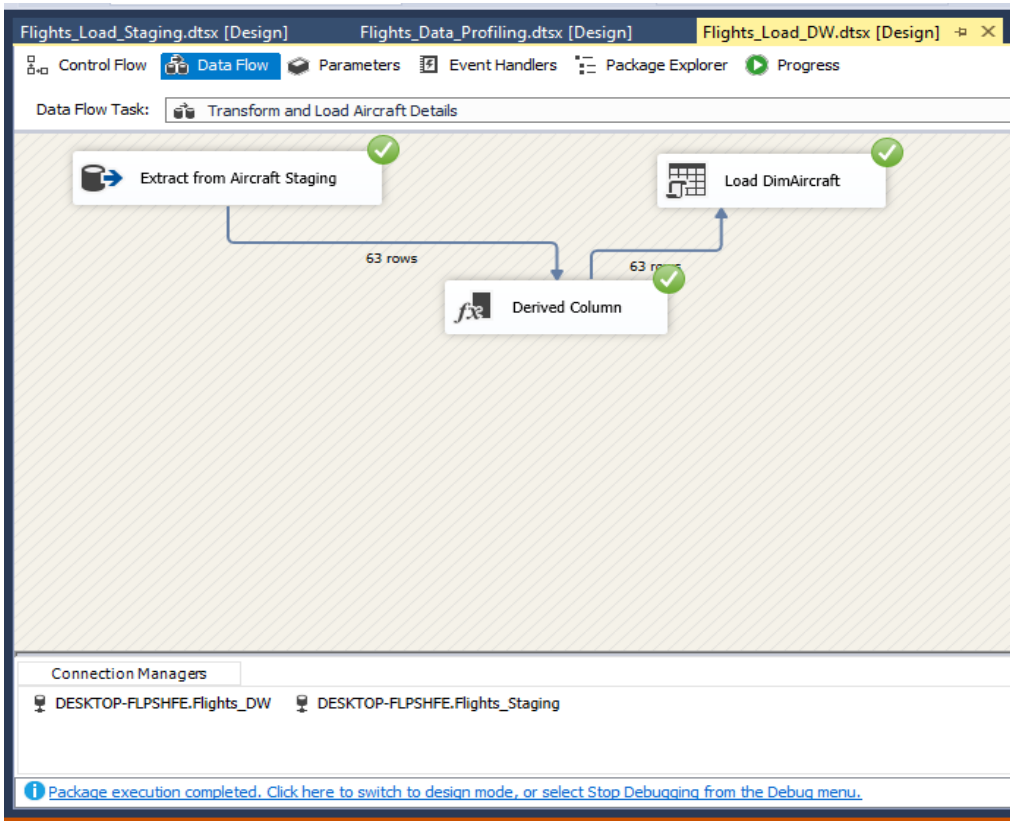 Flights_Load_Staging.dtsx [Design] Flights_Data_Profiling.dtsx [Design] Flights_Load_DW.dtsx [Design]
Control Flow Data Flow Parameters Event Handlers Package Explorer Progress
Data Flow Task: Transform and Load Aircraft Details
Extract from Aircraft Staging
Load DimAircraft
63 rows
63
fx Derived Column
Connection Managers
DESKTOP-FLPSHFE.Flights_DW DESKTOP-FLPSHFE.Flights_Staging
Package execution completed. Click here to switch to design mode, or select Stop Debugging from the Debug menu.